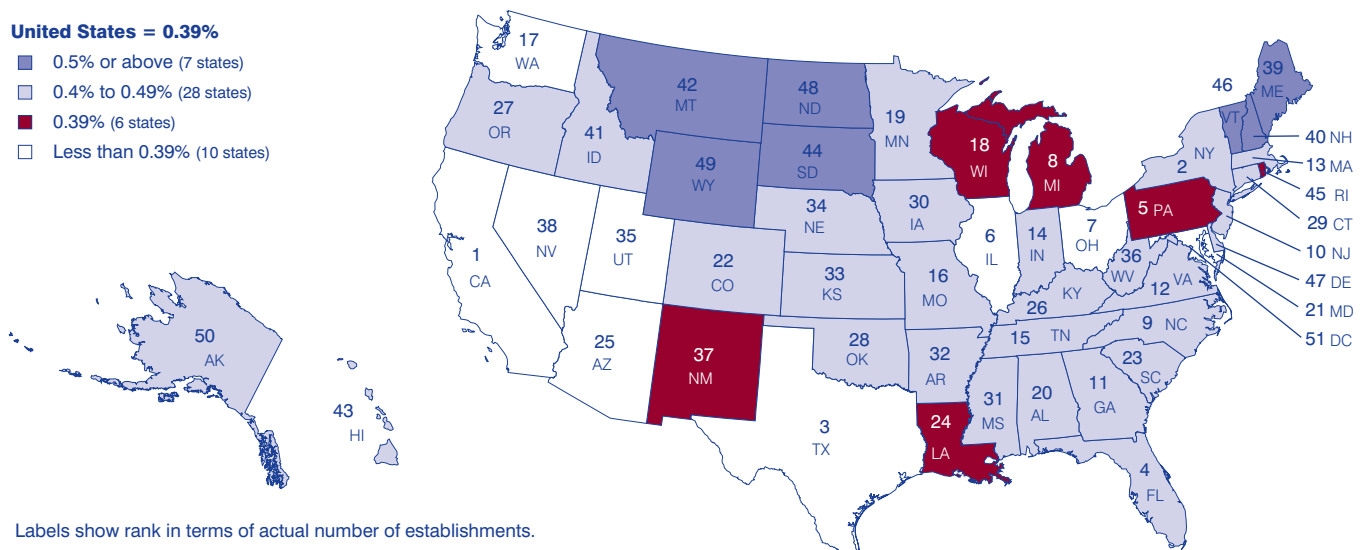 United States = 0.39%
0.5% or above (7 states)
0.4% to 0.49% (28 states)
0.39% (6 states)
Less than 0.39% (10 states)
17
WA
27
OR
41
ID
42
MT
48
ND
44
SD
49
WY
19
MN
18
WI
8
MI
46
VT
39
ME
40 NH
13 MA
45 RI
29 CT
10 NJ
47 DE
21 MD
51 DC
2
NY
5 PA
1
CA
38
NV
35
UT
22
CO
34
NE
30
IA
6
IL
14
IN
7
OH
36
WV
VA
12
33
KS
16
MO
KY
26
15
TN
9
NC
23
SC
25
AZ
37
NM
28
OK
32
AR
31
MS
20
AL
11
GA
24
LA
3
TX
4
FL
50
AK
43
HI
Labels show rank in terms of actual number of establishments.